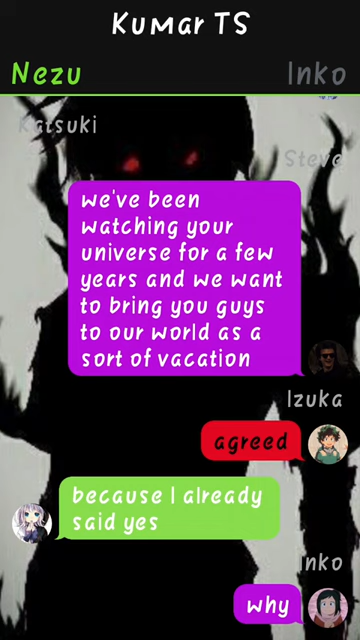 Kumar TS
Nezu Inko
Katsuki
Steve
we've been
watching your
universe for a few
years and we want
to bring you guys
to our world as a
sort of vacation
Izuka
agreed
because I already
said yes
Inko
why